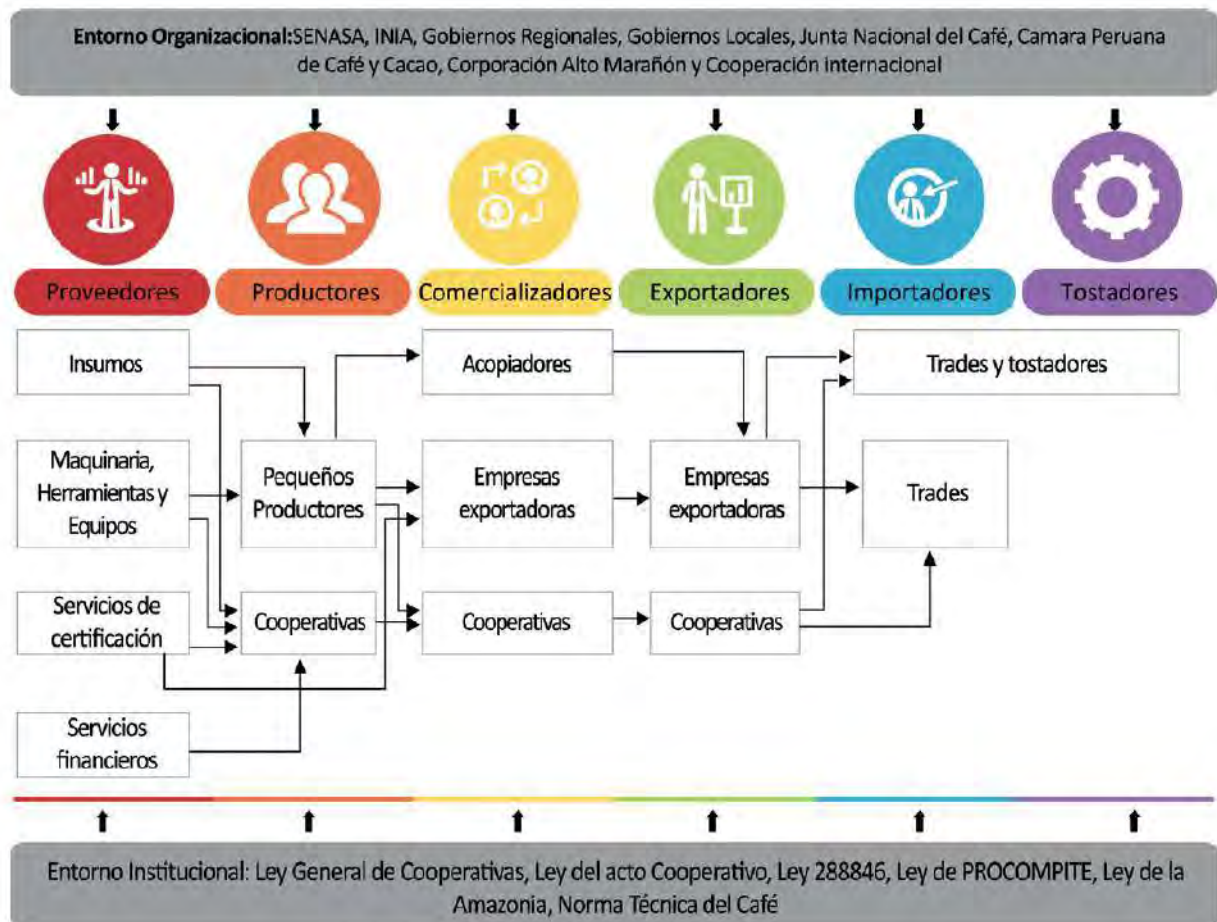 Entorno Organizacional:SENASA, INIA, Gobiernos Regionales, Gobiernos Locales, Junta Nacional del Café, Camara Peruana
de Café y Cacao, Corporación Alto Marañón y Cooperación internacional
Proveedores
Productores
Comercializadores
Exportadores
Importadores
Tostadores
Insumos
Acopiadores
Trades y tostadores
Maquinaria,
Herramientas y
Equipos
Pequeños
Productores
Empresas
exportadoras
Empresas
exportadoras
Trades
Servicios de
certificación
Cooperativas
Cooperativas
Cooperativas
Servicios
financieros
Entorno Institucional: Ley General de Cooperativas, Ley del acto Cooperativo, Ley 288846, Ley de PROCOMPITE, Ley de la
Amazonia, Norma Técnica del Café